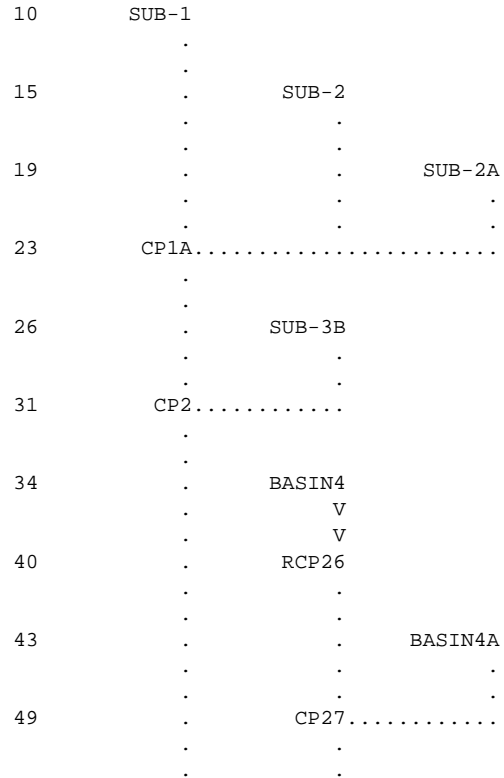 10 SUB-1
.
.
15 . SUB-2
. .
. .
19 . . SUB-2A
. . .
. . .
23 CP1A........................
.
.
26 . SUB-3B
. .
. .
31 CP2............
.
.
34 . BASIN4
. V
. V
40 . RCP26
. .
. .
43 . . BASIN4A
. . .
. . .
49 . CP27............
. .
. .